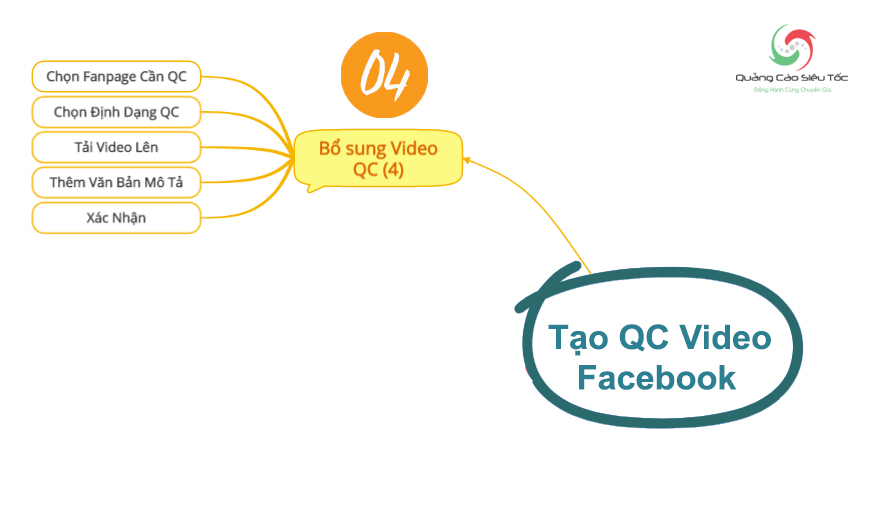 04
Quảng Cáo Siêu Tốc
Đồng Hành Cùng Chuyên Gia
Chọn Fanpage Cần QC
Chọn Định Dạng QC
Tải Video Lên
Thêm Văn Bản Mô Tả
Xác Nhận
Bổ sung Video
QC (4)
Tạo QC Video
Facebook